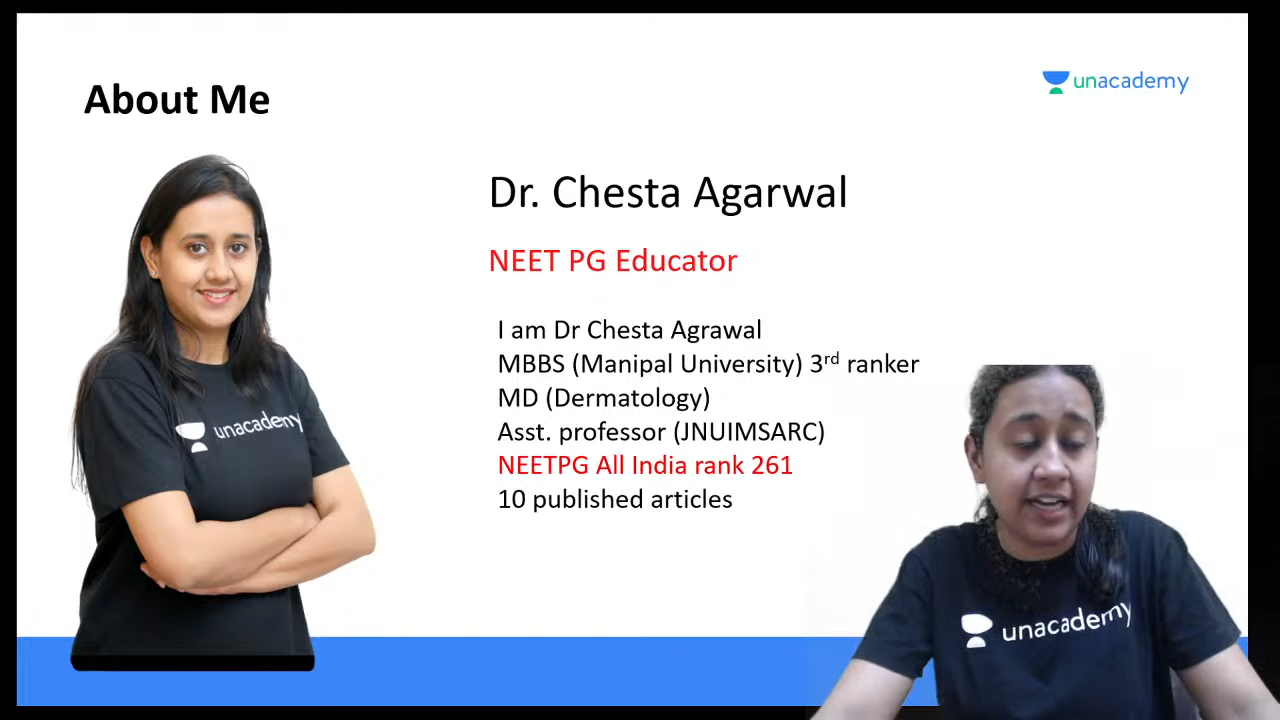 About Me
unacademy
Dr. Chesta Agarwal
NEET PG Educator
I am Dr Chesta Agrawal
MBBS (Manipal University) 3rd ranker
MD (Dermatology)
Asst. professor (JNUIMSARC)
NEETPG All India rank 261
10 published articles
unacademy
unacademy